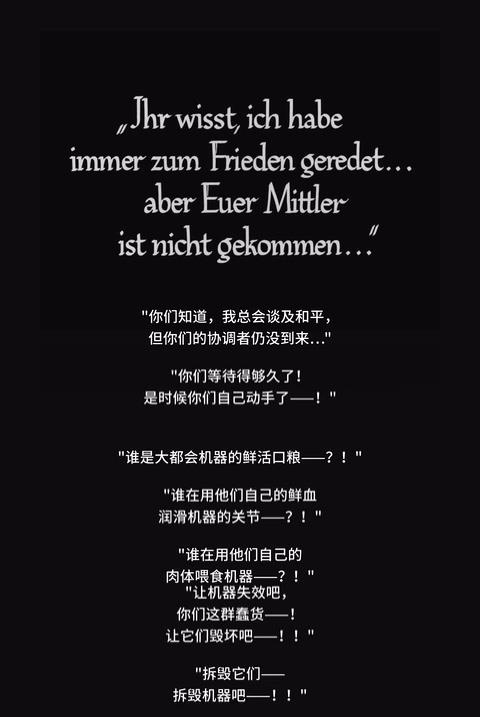 „Ihr wisst, ich habe
immer zum Frieden geredet...
aber Euer Mittler
ist nicht gekommen...“
"你们知道，我总会谈及和平，
但你们的协调者仍没到来..."
"你们等待得够久了！
是时候你们自己动手了——！"
"谁是大都会机器的鲜活口粮——？！"
"谁在用他们自己的鲜血
润滑机器的关节——？！"
"谁在用他们自己的
肉体喂食机器——？！"
"让机器失效吧，
你们这群蠢货——！
让它们毁坏吧——！！"
"拆毁它们——
拆毁机器吧——！！"